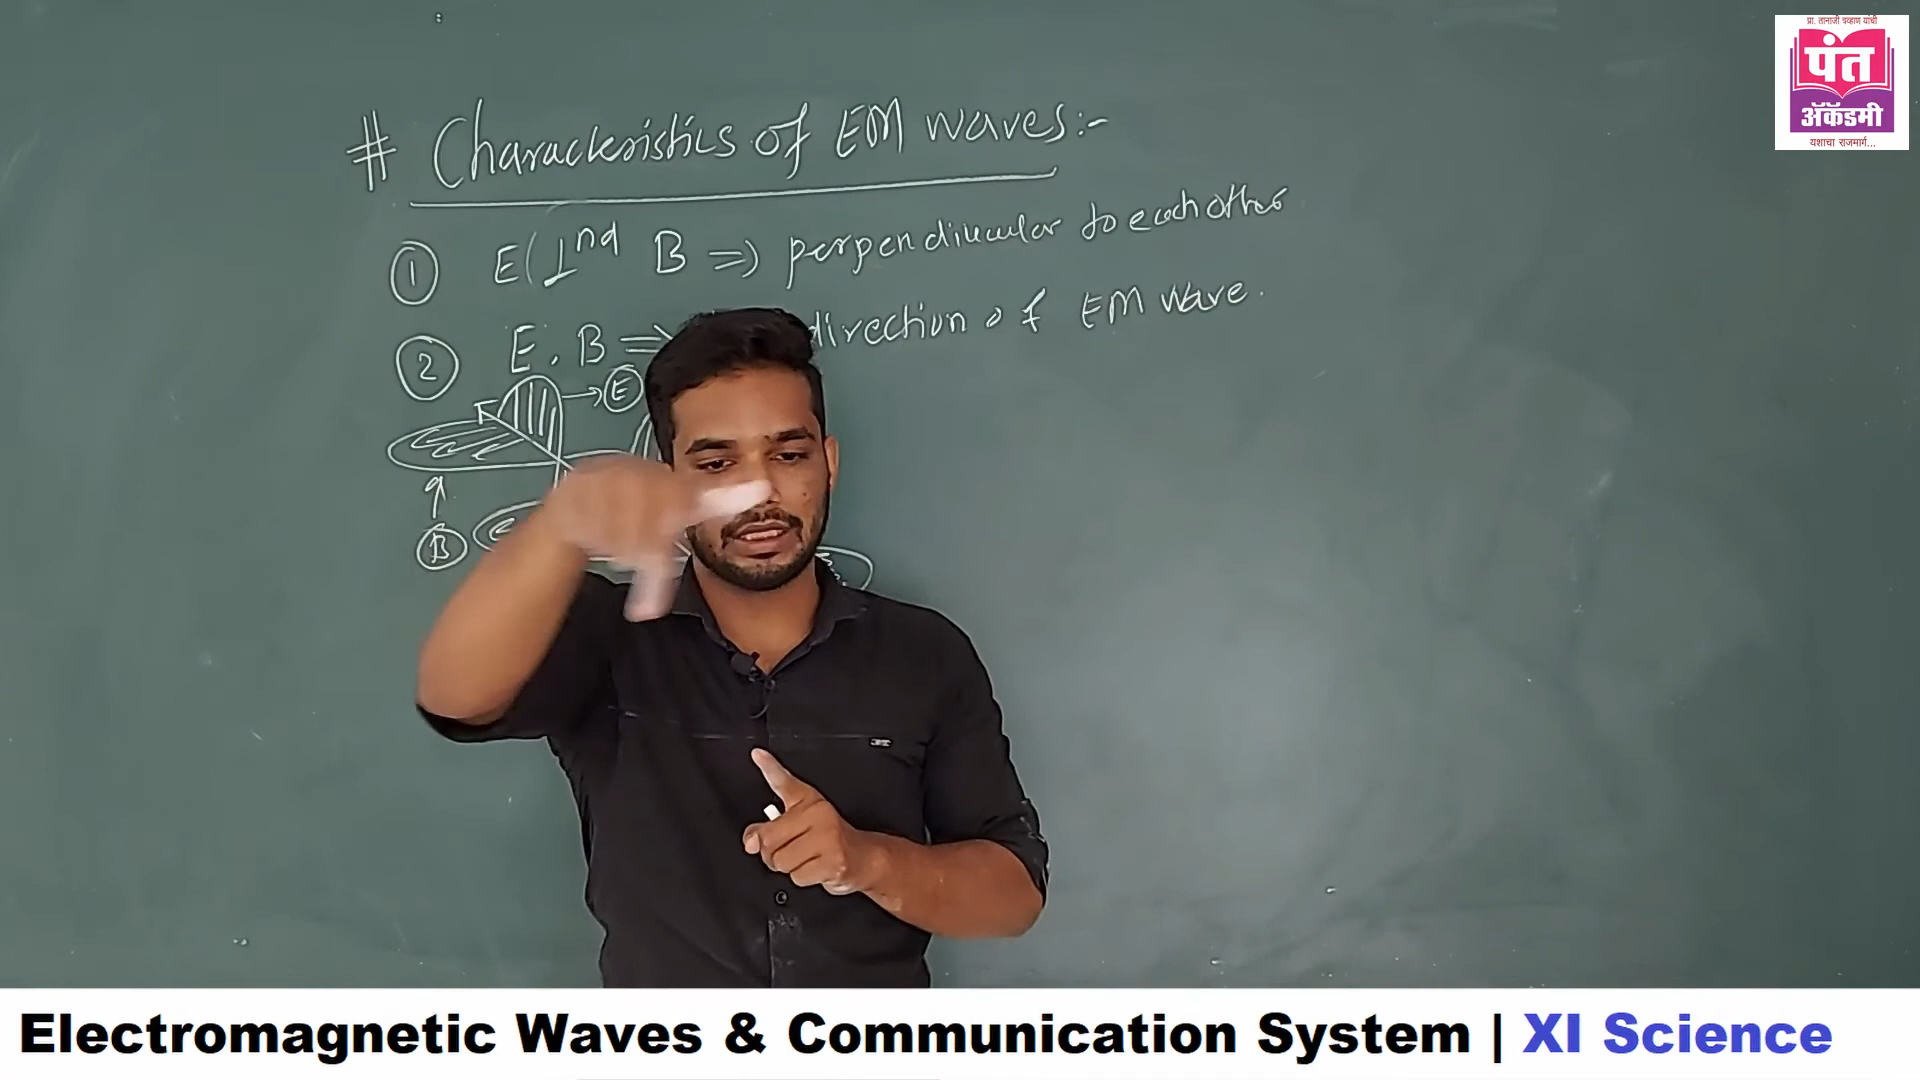 प्रा. तानाजी चव्हाण यांची
पंत
अ‍ॅकॅडमी
यशाचा राजमार्ग...
# Characteristics of EM waves:-
① E(⊥nd B => perpendicular to each other
② E. B => direction of EM wave.
E
B
Electromagnetic Waves & Communication System | XI Science